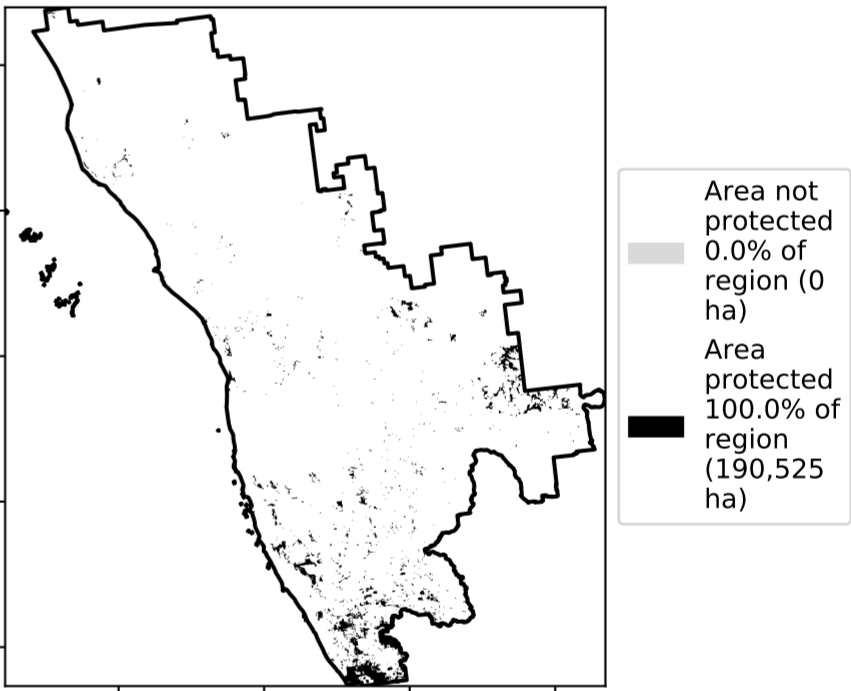 Area not
protected
0.0% of
region (0
ha)
Area
protected
100.0% of
region
(190,525
ha)